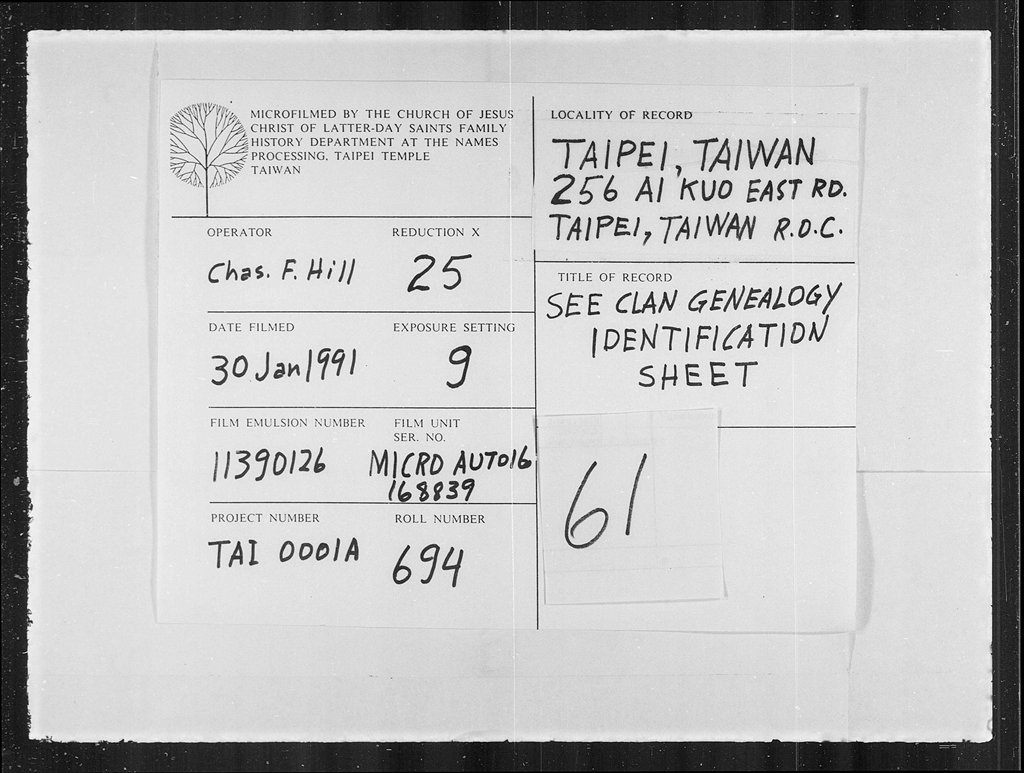 MICROFILMED BY THE CHURCH OF JESUS
CHRIST OF LATTER-DAY SAINTS FAMILY
HISTORY DEPARTMENT AT THE NAMES
PROCESSING, TAIPEI TEMPLE
TAIWAN
OPERATOR
Chas. F. Hill
REDUCTION X
25
DATE FILMED
30 Jan 1991
EXPOSURE SETTING
9
FILM EMULSION NUMBER
11390126
FILM UNIT
SER. NO.
MICRO AUTO16
168839
PROJECT NUMBER
TAI 0001A
ROLL NUMBER
694
LOCALITY OF RECORD
TAIPEI, TAIWAN
256 AI KUO EAST RD.
TAIPEI, TAIWAN R.O.C.
TITLE OF RECORD
SEE CLAN GENEALOGY
IDENTIFICATION
SHEET
61